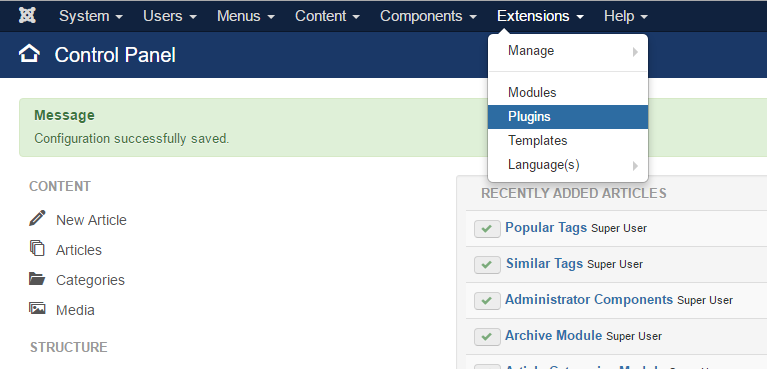 System Users Menus Content Components Extensions Help
Control Panel
Manage
Modules
Plugins
Templates
Language(s)
Message
Configuration successfully saved.
CONTENT
New Article
Articles
Categories
Media
STRUCTURE
RECENTLY ADDED ARTICLES
Popular Tags Super User
Similar Tags Super User
Administrator Components Super User
Archive Module Super User